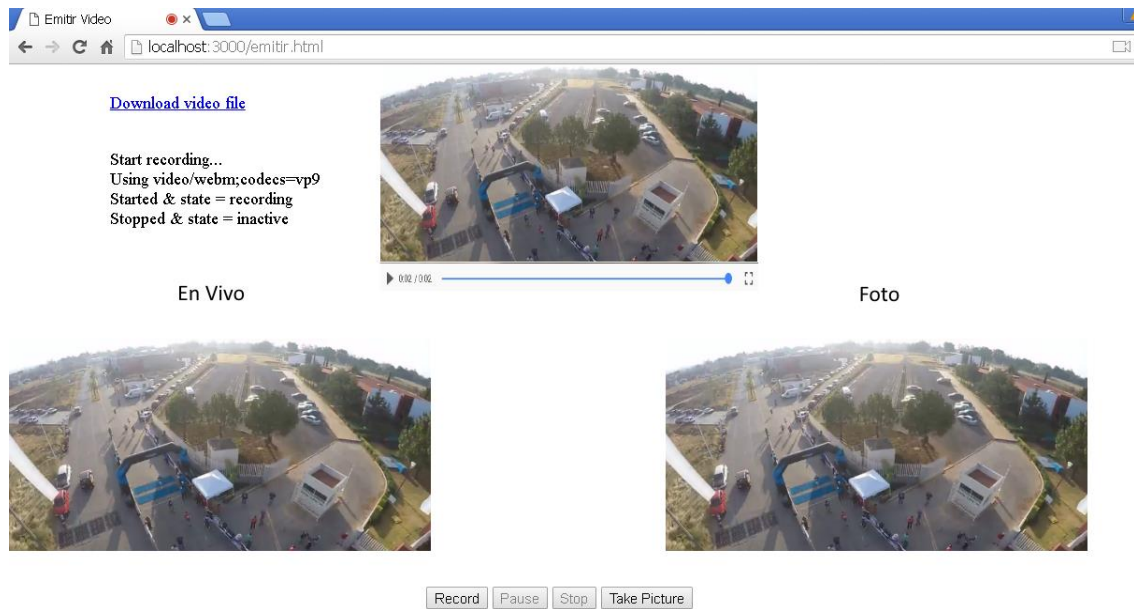 Emitir Video
localhost:3000/emitir.html
Download video file
Start recording...
Using video/webm;codecs=vp9
Started & state = recording
Stopped & state = inactive
0:02 / 0:02
En Vivo
Foto
Record Pause Stop Take Picture